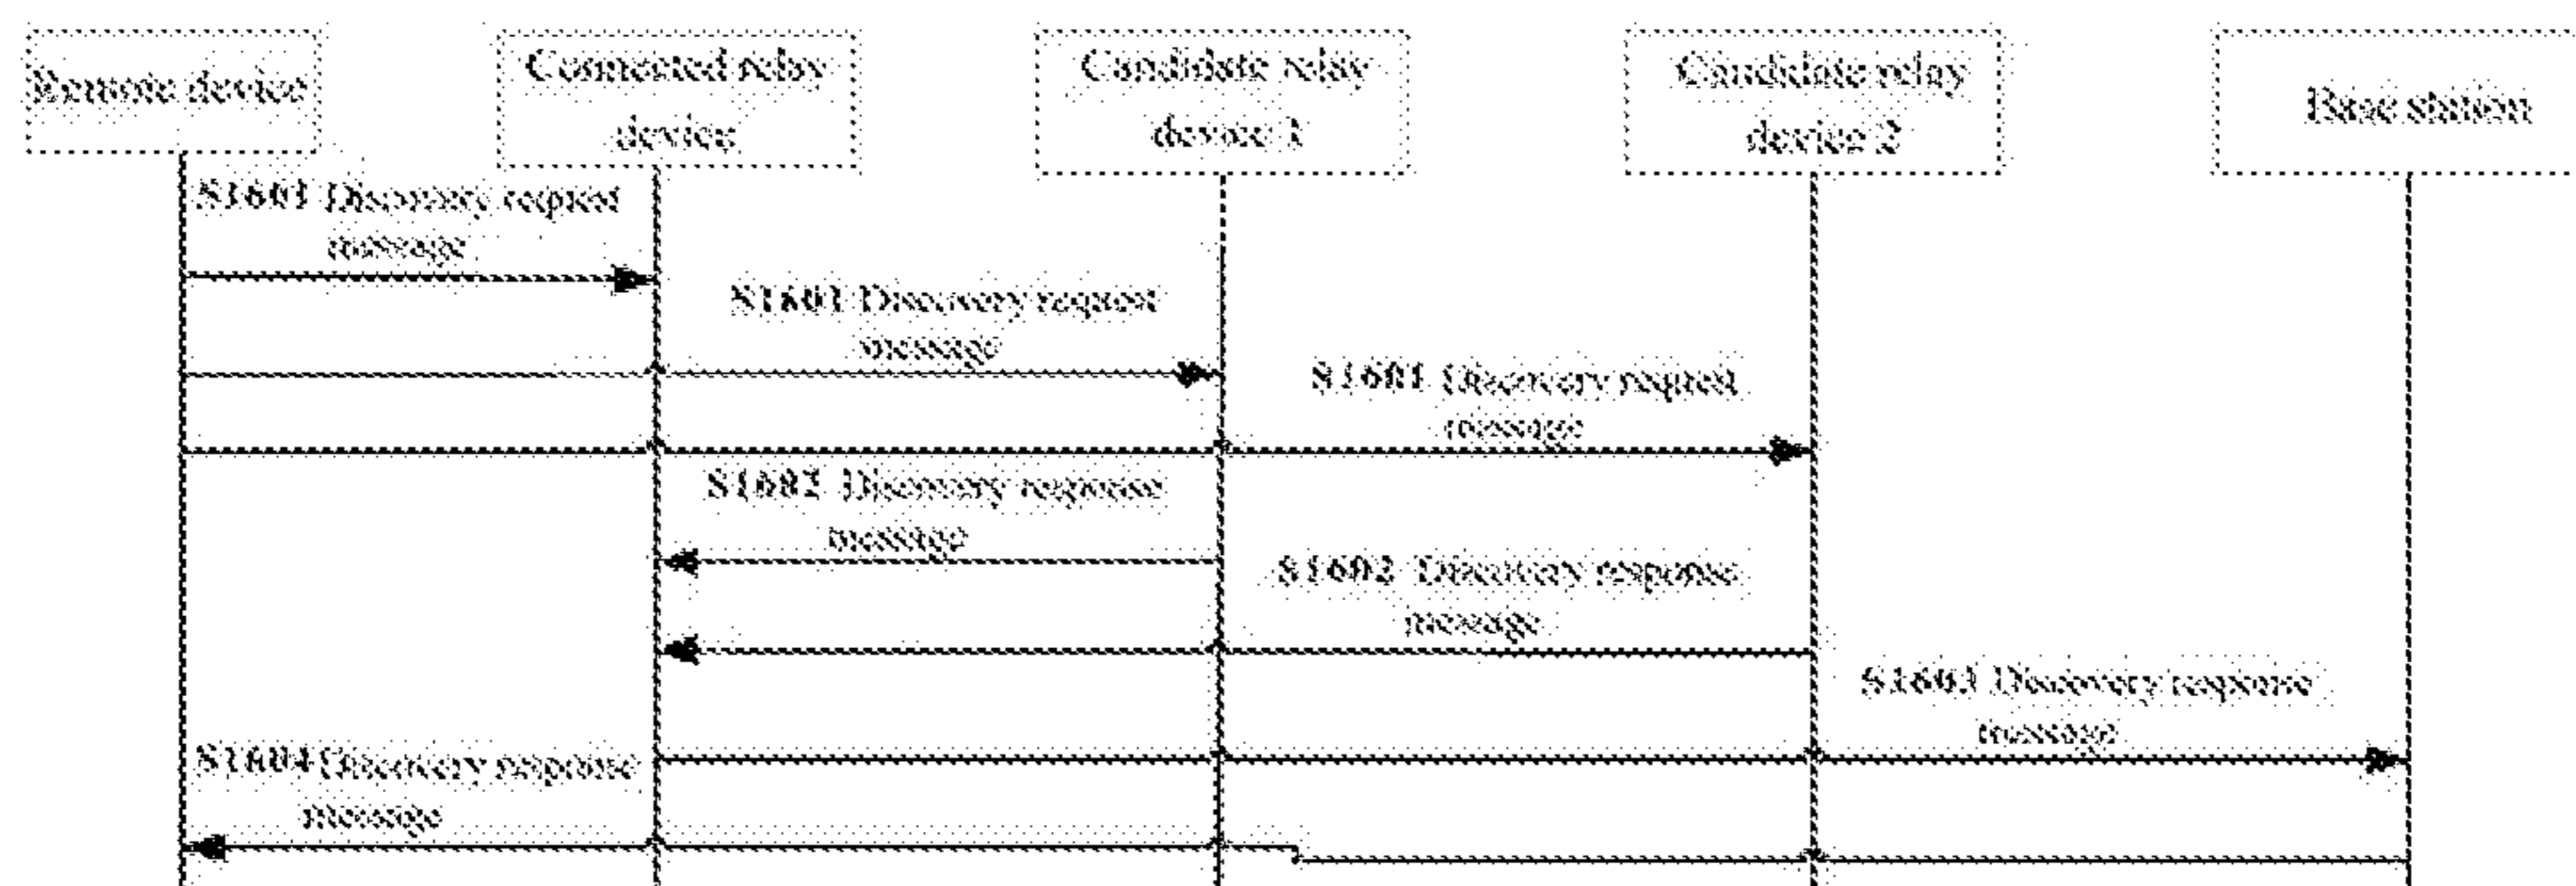 Remote device
Connected relay
device
Candidate relay
device 1
Candidate relay
device 2
Base station
S1601 Discovery request
message
S1601 Discovery request
message
S1601 Discovery request
message
S1602 Discovery response
message
S1602 Discovery response
message
S1603 Discovery response
message
S1604 Discovery response
message